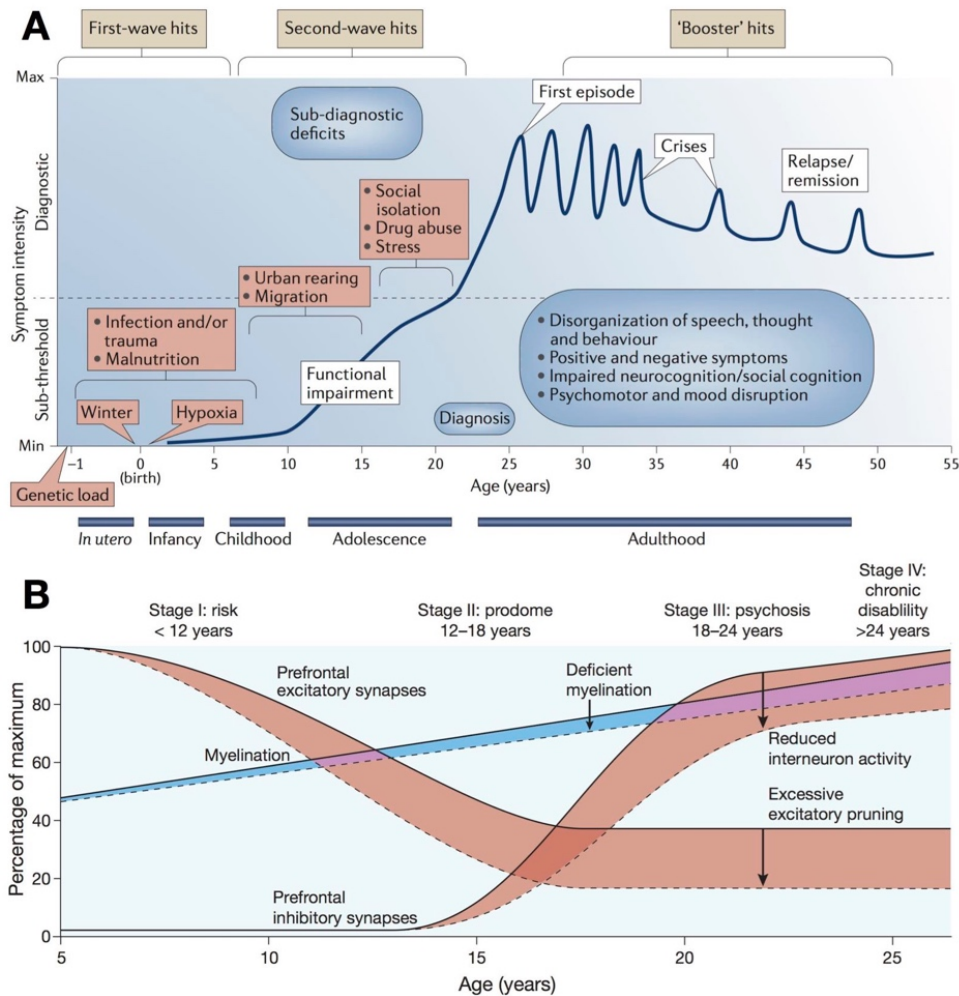 A
First-wave hits
Second-wave hits
‘Booster’ hits
Max
Diagnostic
Symptom intensity
Sub-threshold
Min
Sub-diagnostic
deficits
First episode
Crises
Relapse/
remission
• Social
isolation
• Drug abuse
• Stress
• Urban rearing
• Migration
• Infection and/or
trauma
• Malnutrition
Winter
Hypoxia
Genetic load
Functional
impairment
Diagnosis
• Disorganization of speech, thought
and behaviour
• Positive and negative symptoms
• Impaired neurocognition/social cognition
• Psychomotor and mood disruption
−1 0 5 10 15 20 25 30 35 40 45 50 55
(birth)
Age (years)
In utero Infancy Childhood Adolescence Adulthood
B
Stage I: risk
< 12 years
Stage II: prodome
12–18 years
Stage III: psychosis
18–24 years
Stage IV:
chronic
disablility
>24 years
Percentage of maximum
100
80
60
40
20
0
Prefrontal
excitatory synapses
Myelination
Deficient
myelination
Reduced
interneuron activity
Excessive
excitatory pruning
Prefrontal
inhibitory synapses
5 10 15 20 25
Age (years)